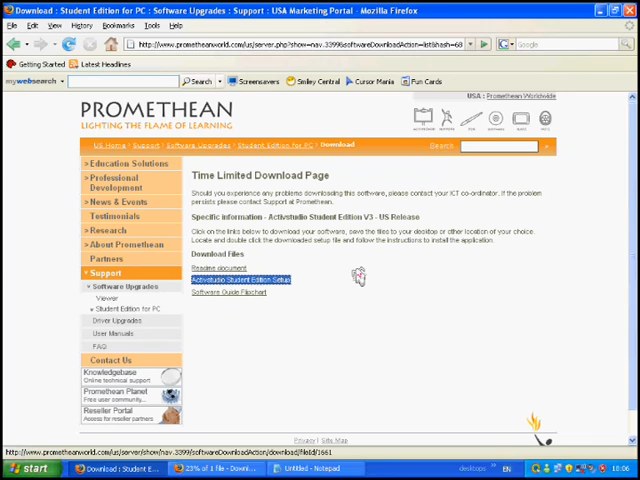 Download : Student Edition for PC : Software Upgrades : Support : USA Marketing Portal - Mozilla Firefox
File Edit View History Bookmarks Tools Help
http://www.prometheanworld.com/us/server.php?show=nav.3399&softwareDownloadAction=list&hash=68
Google
Getting Started Latest Headlines
mywebsearch Search Screensavers Smiley Central Cursor Mania Fun Cards
USA : Promethean Worldwide
PROMETHEAN
LIGHTING THE FLAME OF LEARNING
US Home > Support > Software Upgrades > Student Edition for PC > Download
Search
> Education Solutions
> Professional Development
> News & Events
Testimonials
> Research
> About Promethean
Partners
> Support
> Software Upgrades
Viewer
× Student Edition for PC
Driver Upgrades
User Manuals
FAQ
Contact Us
Knowledgebase
Online technical support
Promethean Planet
Free user community...
Reseller Portal
Access for reseller partners
Time Limited Download Page
Should you experience any problems downloading this software, please contact your ICT co-ordinator. If the problem
persists please contact Support at Promethean.
Specific information - Activstudio Student Edition V3 - US Release
Click on the links below to download your software, save the files to your desktop or other location of your choice.
Locate and double click the downloaded setup file and follow the instructions to install the application.
Download Files
Readme document
Activstudio Student Edition Setup
Software Guide Flipchart
Privacy | Site Map
http://www.prometheanworld.com/us/server/show/nav.3399/softwareDownloadAction/download/fileId/1661
start
Download : Student E...
23% of 1 file - Downl...
Untitled - Notepad
desktops
EN
18:06